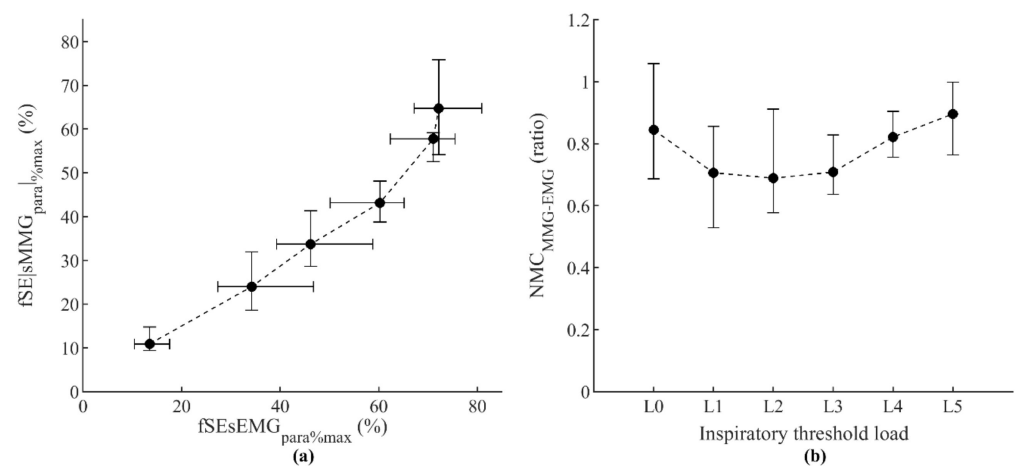 80
70
60
50
40
30
20
10
0
fSE|sMMGpara|%max (%)
0 20 40 60 80
fSEsEMGpara%max (%)
(a)
1.2
1
0.8
0.6
0.4
0.2
0
NMCMMG-EMG (ratio)
L0 L1 L2 L3 L4 L5
Inspiratory threshold load
(b)